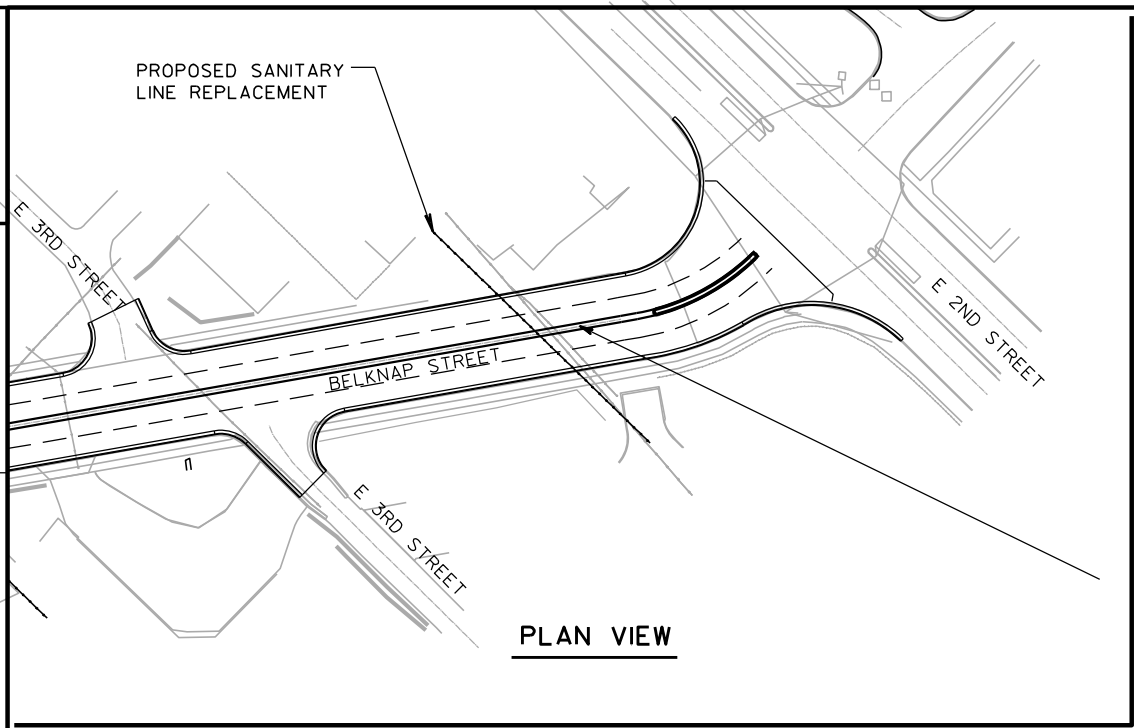 PROPOSED SANITARY
LINE REPLACEMENT
E 3RD STREET
E 2ND STREET
BELKNAP STREET
E 3RD STREET
PLAN VIEW